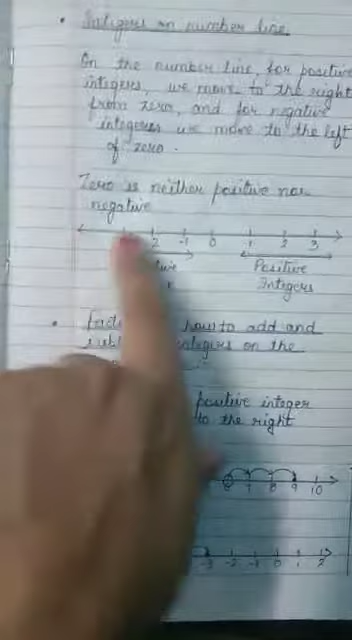 • Integers on number line
On the number line, for positive
integers, we move to the right
from zero, and for negative
integers we move to the left
of zero.
Zero is neither positive nor
negative
2 -1 0 1 2 3
Positive
Integers
• how to add and
integers on the
positive integer
to the right
6 7 8 9 10
-3 -2 -1 0 1 2